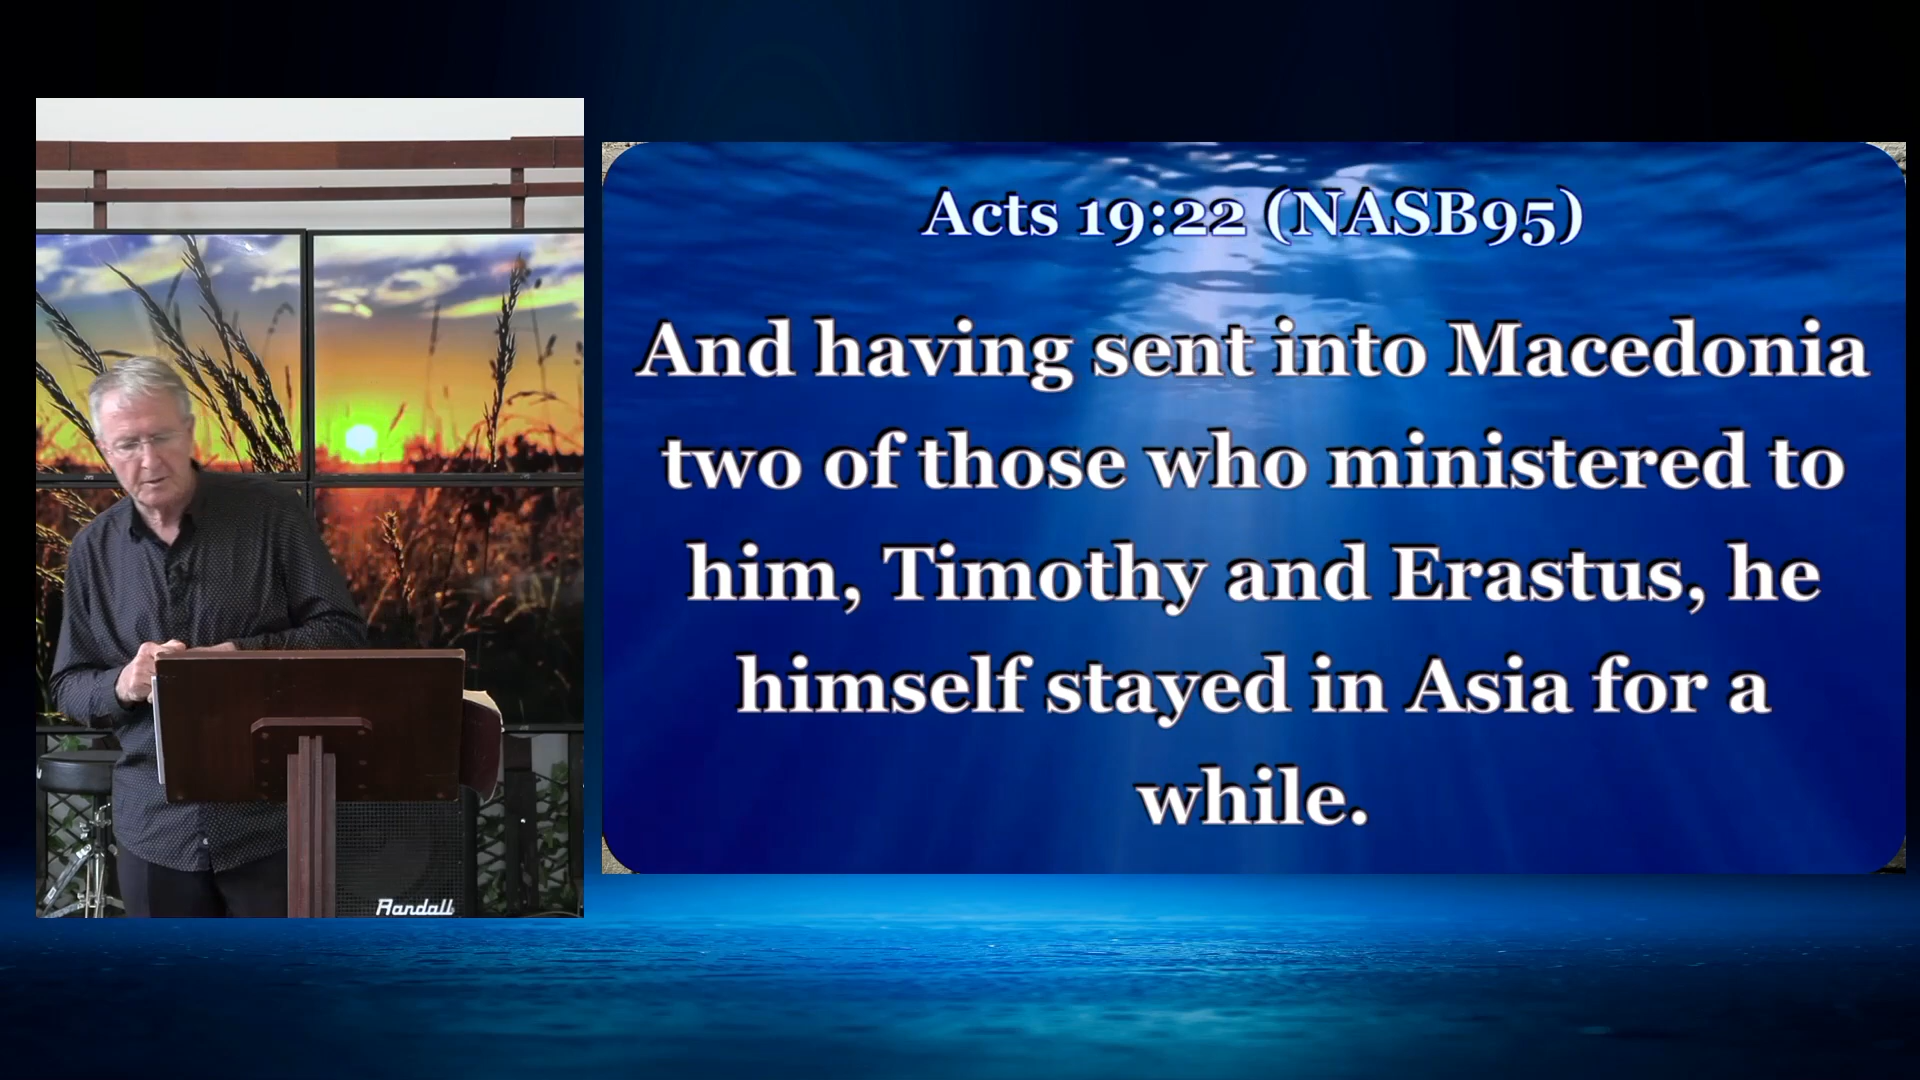 Acts 19:22 (NASB95)
And having sent into Macedonia
two of those who ministered to
him, Timothy and Erastus, he
himself stayed in Asia for a
while.
Randall